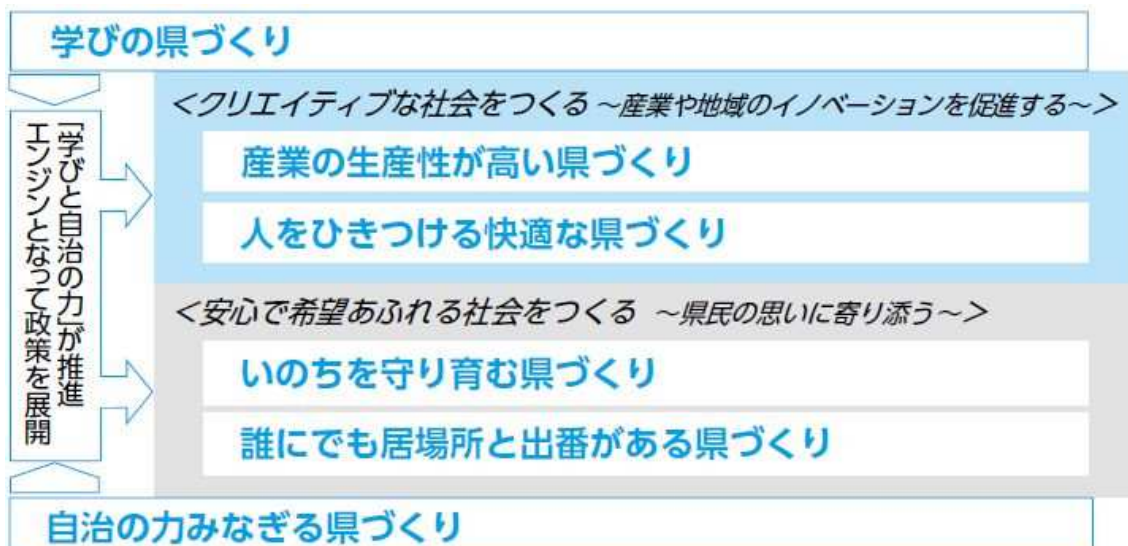 学びの県づくり
「学びと自治の力」が推進
エンジンとなって政策を展開
＜クリエイティブな社会をつくる ～産業や地域のイノベーションを促進する～＞
産業の生産性が高い県づくり
人をひきつける快適な県づくり
＜安心で希望あふれる社会をつくる ～県民の思いに寄り添う～＞
いのちを守り育む県づくり
誰にでも居場所と出番がある県づくり
自治の力みなぎる県づくり